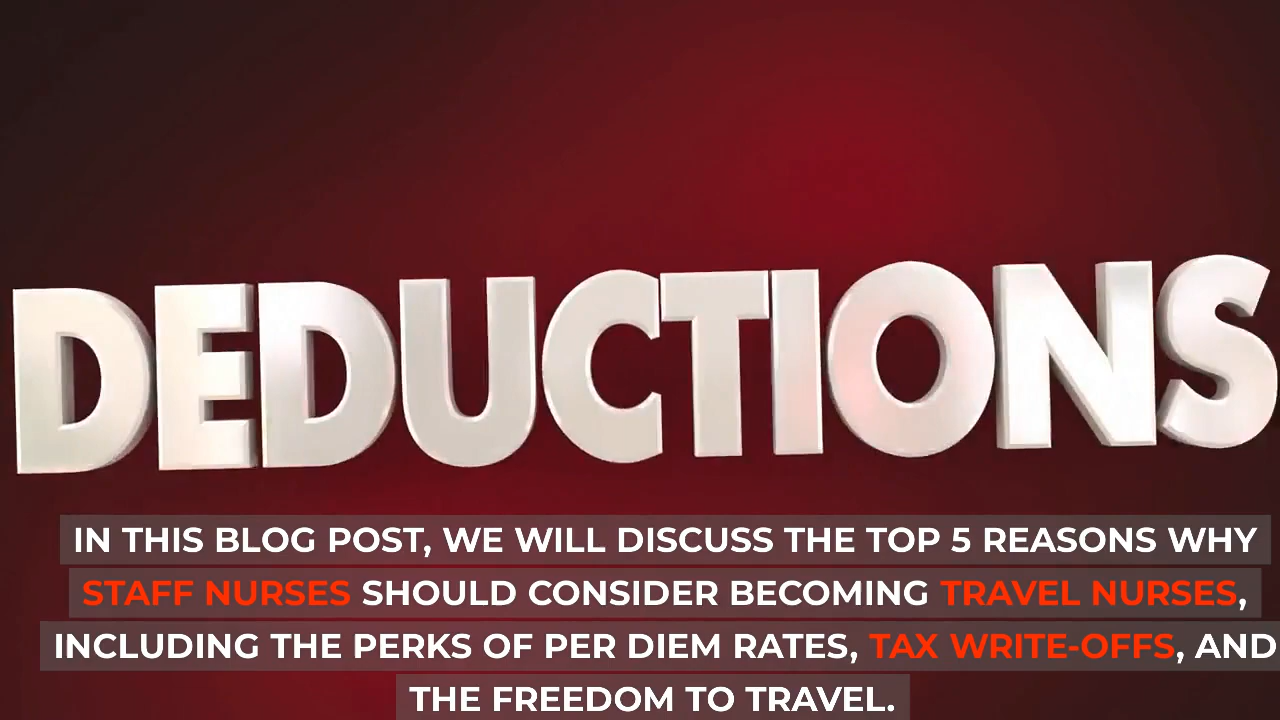 DEDUCTIONS
IN THIS BLOG POST, WE WILL DISCUSS THE TOP 5 REASONS WHY
STAFF NURSES SHOULD CONSIDER BECOMING TRAVEL NURSES,
INCLUDING THE PERKS OF PER DIEM RATES, TAX WRITE-OFFS, AND
THE FREEDOM TO TRAVEL.